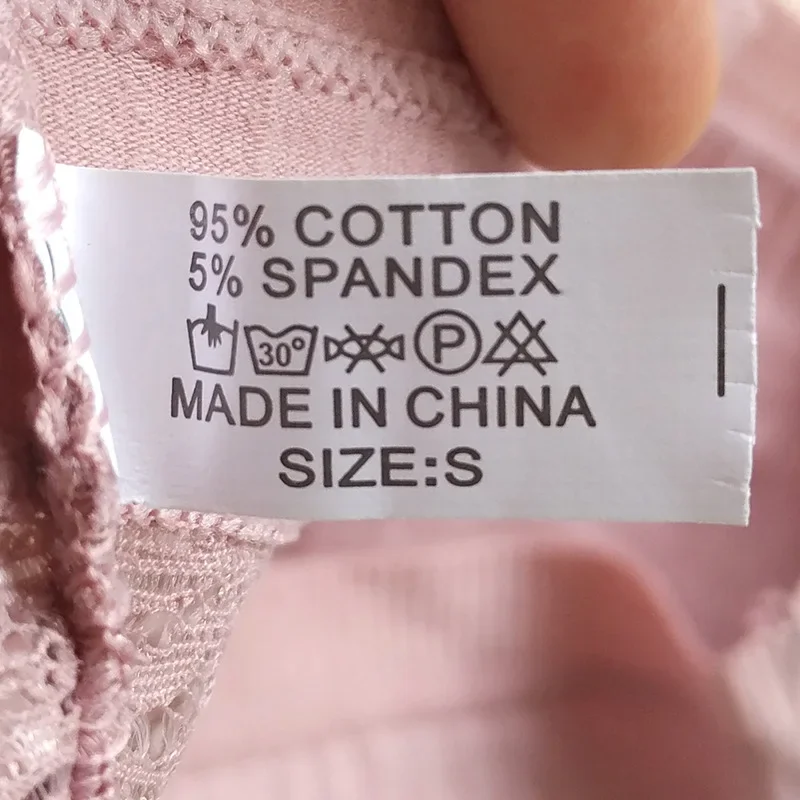 95% COTTON
5% SPANDEX
30° P
MADE IN CHINA
SIZE:S